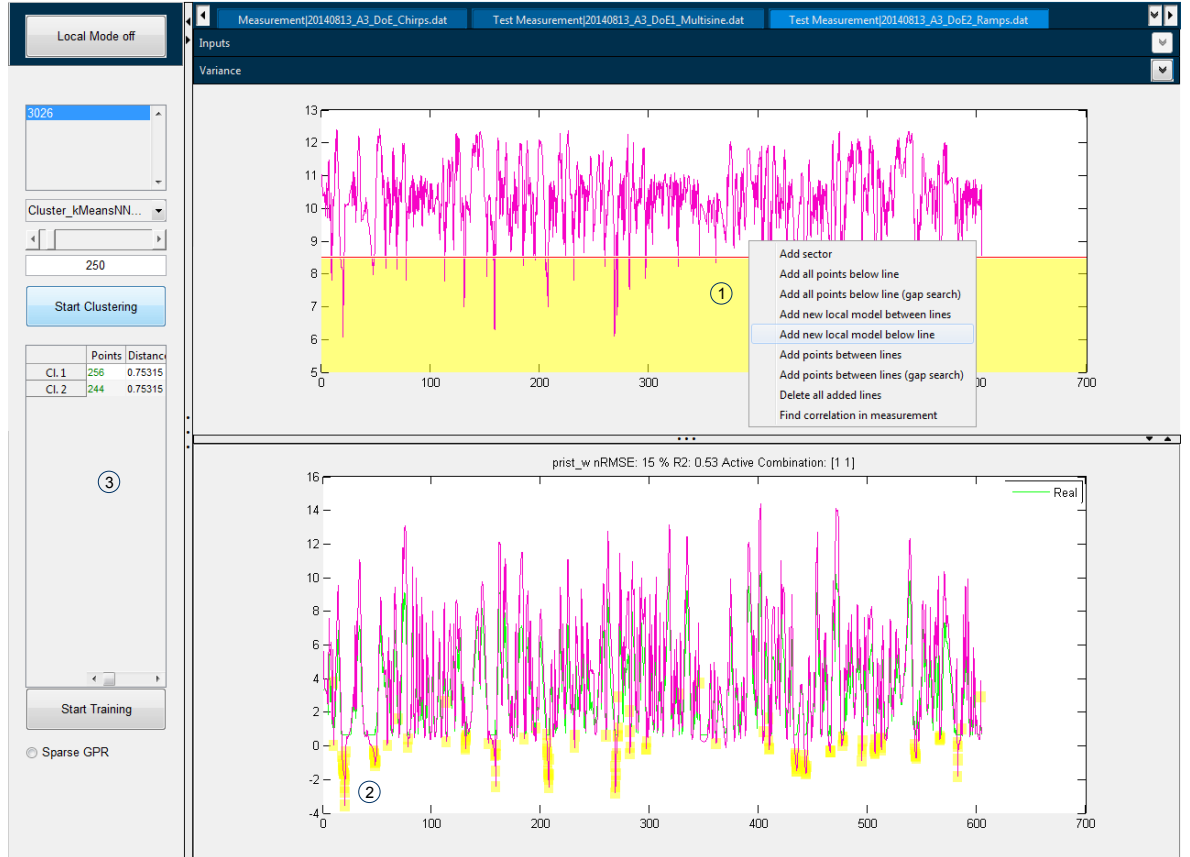 Local Mode off
Measurement|20140813_A3_DoE_Chirps.dat
Test Measurement|20140813_A3_DoE1_Multisine.dat
Test Measurement|20140813_A3_DoE2_Ramps.dat
Inputs
Variance
3026
Cluster_kMeansNN...
250
Start Clustering
Points Distance
Cl. 1 256 0.75315
Cl. 2 244 0.75315
3
Start Training
Sparse GPR
13
12
11
10
9
8
7
6
5
0 100 200 300 00 700
1
Add sector
Add all points below line
Add all points below line (gap search)
Add new local model between lines
Add new local model below line
Add points between lines
Add points between lines (gap search)
Delete all added lines
Find correlation in measurement
prist_w nRMSE: 15 % R2: 0.53 Active Combination: [1 1]
Real
16
14
12
10
8
6
4
2
0
-2
-4
2
0 100 200 300 400 500 600 700